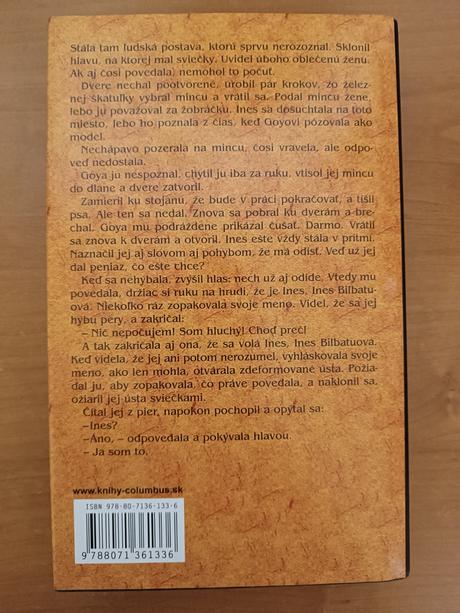 Stála tam ľudská postava, ktorú sprvu nerozoznal. Sklonil
hlavu, na ktorej mal sviečky. Uvidel úboho oblečenú ženu.
Ak aj čosi povedala, nemohol to počuť.
Dvere nechal pootvorené, urobil pár krokov, zo želez-
nej škatuľky vybral mincu a vrátil sa. Podal mincu žene,
lebo ju považoval za žobráčku. Ines sa došuchtala na toto
miesto, lebo ho poznala z čias, keď Goyovi pózovala ako
model.
Nechápavo pozerala na mincu, čosi vravela, ale odpo-
veď nedostala.
Goya ju nespoznal, chytil ju iba za ruku, vtisol jej mincu
do dlane a dvere zatvoril.
Zamieril ku stojanu, že bude v práci pokračovať, a tíšil
psa. Ale ten sa nedal. Znova sa pobral ku dverám a bre-
chal. Goya mu podráždene prikázal čušať. Darmo. Vrátil
sa znova k dverám a otvoril. Ines ešte vždy stála v prítmí.
Naznačil jej aj slovom aj pohybom, že má odísť. Veď už jej
dal peniaz, čo ešte chce?
Keď sa nehýbala, zvýšil hlas: nech už aj odíde. Vtedy mu
povedala, držiac si ruku na hrudi, že je Ines, Ines Bilbatu-
ová. Niekoľko ráz zopakovala svoje meno. Videl, že sa jej
hýbu pery, a zakričal:
– Nič nepočujem! Som hluchý! Choď preč!
A tak zakričala aj ona, že sa volá Ines, Ines Bilbatuová.
Keď videla, že jej ani potom nerozumel, vyhláskovala svoje
meno, ako len mohla, otvárala zdeformované ústa. Požia-
dal ju, aby zopakovala, čo práve povedala, a naklonil sa,
ožiaril jej ústa sviečkami.
Čítal jej z pier, napokon pochopil a opýtal sa:
–Ines?
–Áno, – odpovedala a pokývala hlavou.
– Ja som to.
www.knihy-columbus.sk
ISBN 978-80-7136-133-6
9 788071 361336